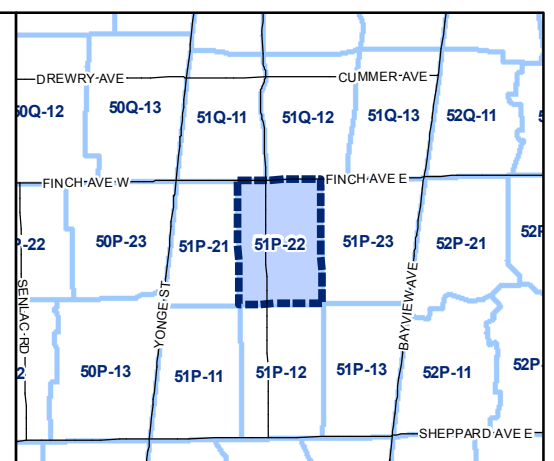 DREWRY AVE
CUMMER AVE
50Q-12
50Q-13
51Q-11
51Q-12
51Q-13
52Q-11
FINCH AVE W
FINCH AVE E
-22
50P-23
51P-21
51P-22
51P-23
52P-21
52P
SENLAC RD
YONGE ST
BAYVIEW AVE
2
50P-13
51P-11
51P-12
51P-13
52P-11
52P
SHEPPARD AVE E